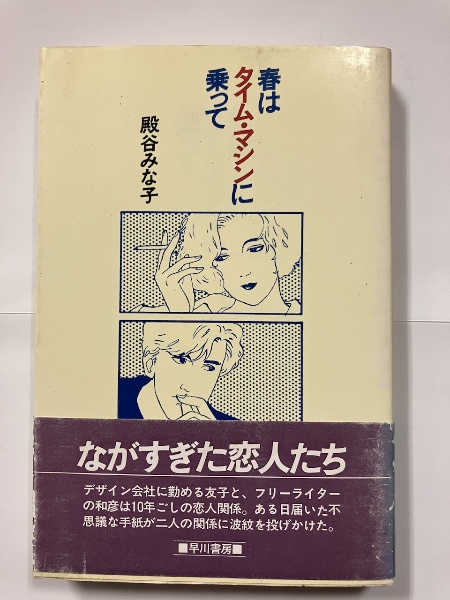 春は
タイム・マシンに
乗って
殿谷みな子
ながすぎた恋人たち
デザイン会社に勤める友子と、フリーライター
の和彦は10年ごしの恋人関係。ある日届いた不
思議な手紙が二人の関係に波紋を投げかけた。
■早川書房■